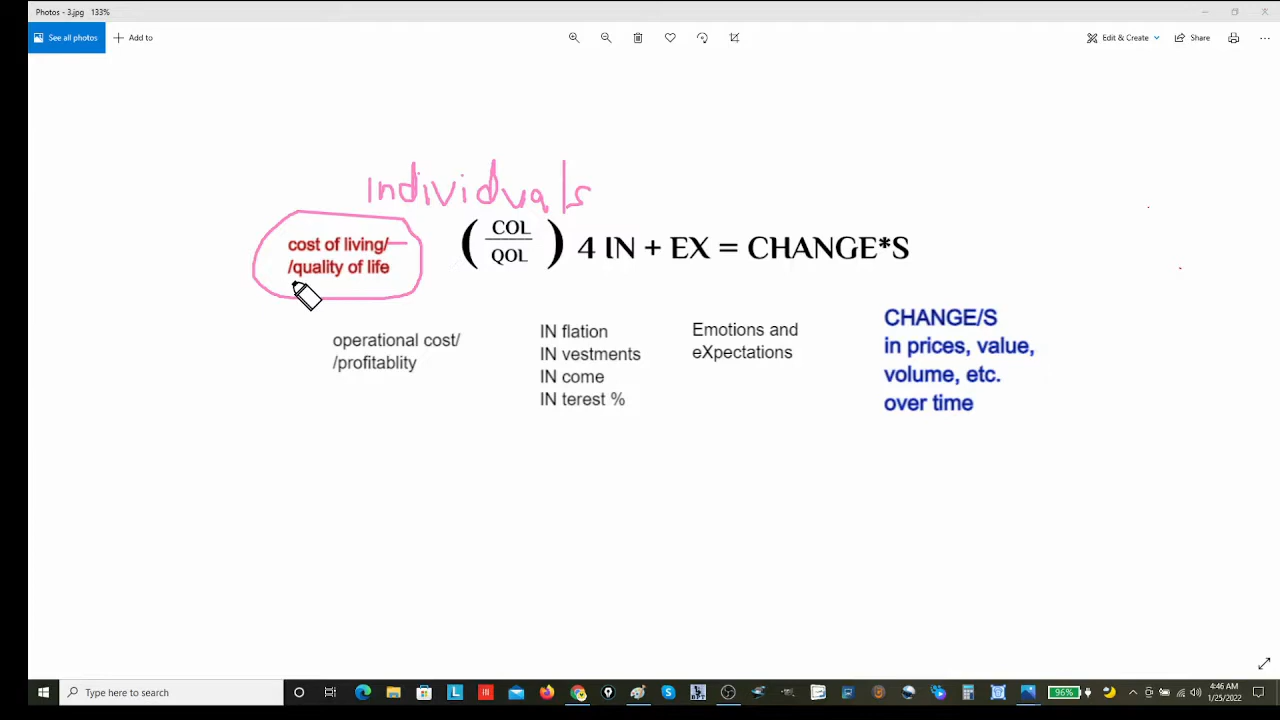 Photos - 3.jpg 133%
See all photos
Add to
Edit & Create
Share
Individuals
cost of living/
/quality of life
( COL
QOL ) 4 IN + EX = CHANGE*S
operational cost/
/profitablity
IN flation
IN vestments
IN come
IN terest %
Emotions and
eXpectations
CHANGE/S
in prices, value,
volume, etc.
over time
Type here to search
96%
4:46 AM
1/25/2022